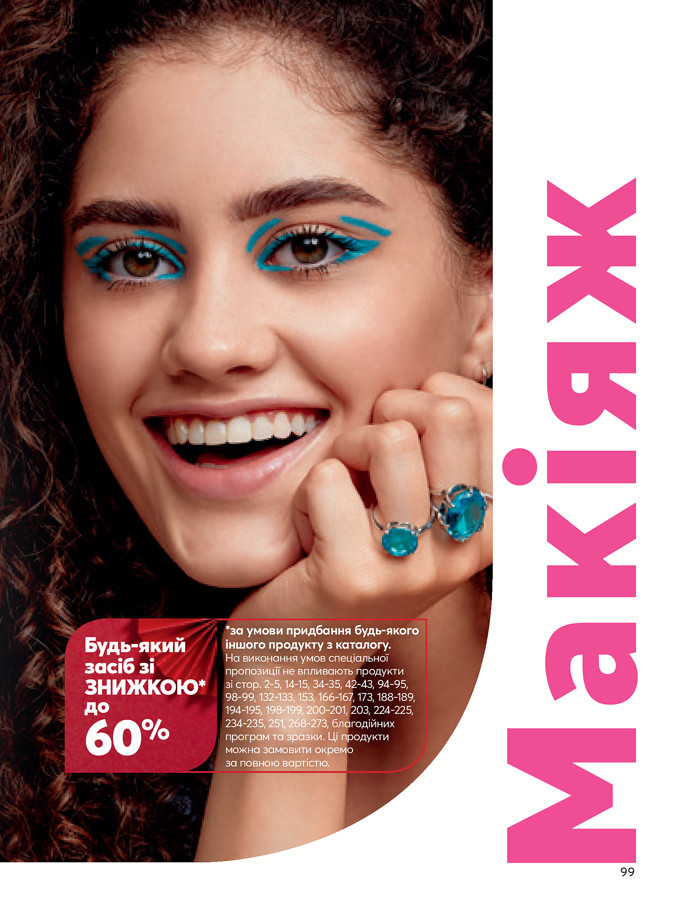 Макіяж
Будь-який
засіб зі
ЗНИЖКОЮ*
до
60%
*за умови придбання будь-якого
іншого продукту з каталогу.
На виконання умов спеціальної
пропозиції не впливають продукти
зі стор. 2-5, 14-15, 34-35, 42-43, 94-95,
98-99, 132-133, 153, 166-167, 173, 188-189,
194-195, 198-199, 200-201, 203, 224-225,
234-235, 251, 268-273, благодійних
програм та зразки. Ці продукти
можна замовити окремо
за повною вартістю.
99